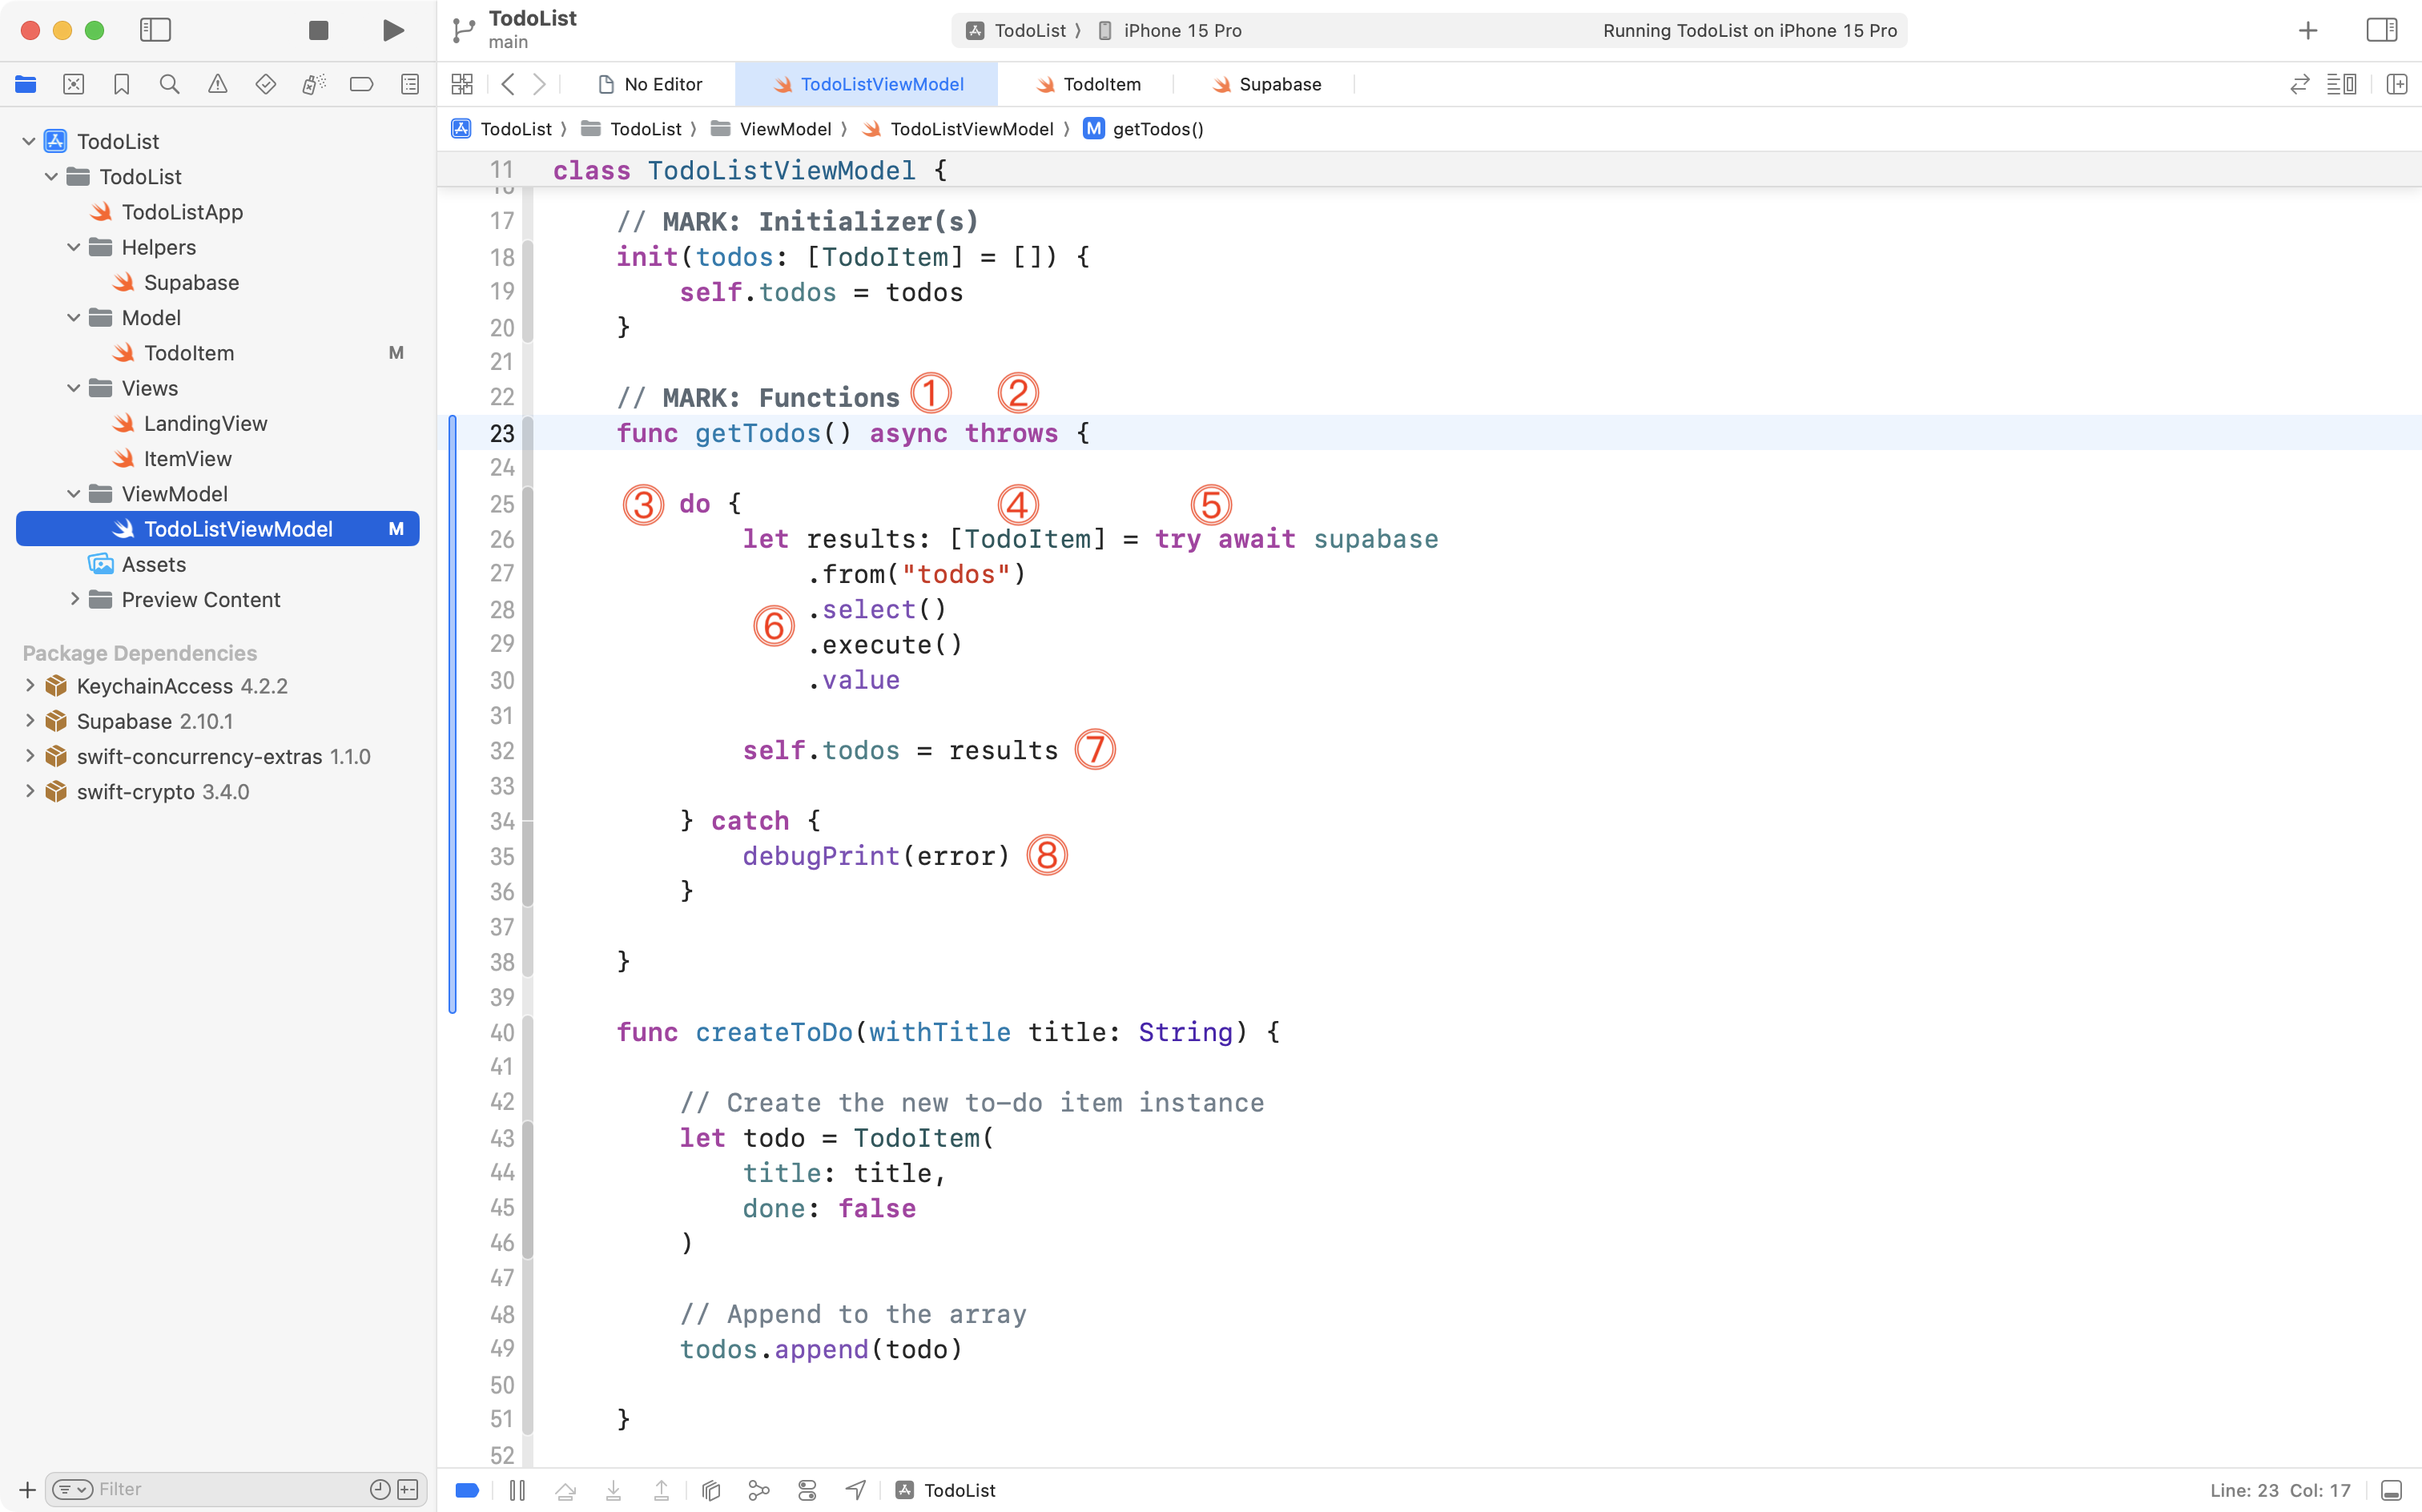 TodoList
main
TodoList 〉 iPhone 15 Pro
Running TodoList on iPhone 15 Pro
No Editor
TodoListViewModel
TodoItem
Supabase
TodoList 〉 TodoList 〉 ViewModel 〉 TodoListViewModel 〉 M getTodos()
TodoList
TodoList
TodoListApp
Helpers
Supabase
Model
TodoItem M
Views
LandingView
ItemView
ViewModel
TodoListViewModel M
Assets
Preview Content
Package Dependencies
KeychainAccess 4.2.2
Supabase 2.10.1
swift-concurrency-extras 1.1.0
swift-crypto 3.4.0
Filter
11 class TodoListViewModel {
17 // MARK: Initializer(s)
18 init(todos: [TodoItem] = []) {
19 self.todos = todos
20 }
21
22 // MARK: Functions ① ②
23 func getTodos() async throws {
24
25 ③ do { ④ ⑤
26 let results: [TodoItem] = try await supabase
27 .from("todos")
28 .select()
⑥
29 .execute()
30 .value
31
32 self.todos = results ⑦
33
34 } catch {
35 debugPrint(error) ⑧
36 }
37
38 }
39
40 func createToDo(withTitle title: String) {
41
42 // Create the new to-do item instance
43 let todo = TodoItem(
44 title: title,
45 done: false
46 )
47
48 // Append to the array
49 todos.append(todo)
50
51 }
52
TodoList
Line: 23 Col: 17